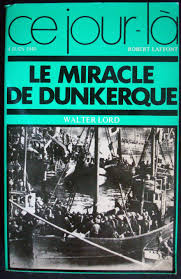 ce jour-là
4 JUIN 1940
ROBERT LAFFONT
LE MIRACLE
DE DUNKERQUE
WALTER LORD